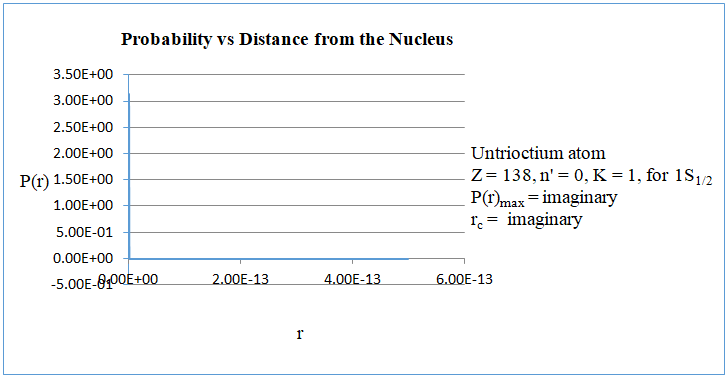 Probability vs Distance from the Nucleus
3.50E+00
3.00E+00
2.50E+00
2.00E+00
P(r) 1.50E+00
1.00E+00
5.00E-01
0.00E+00
-5.00E-01
0.00E+00 2.00E-13 4.00E-13 6.00E-13
r
Untrioctium atom
Z = 138, n' = 0, K = 1, for 1S1/2
P(r)max = imaginary
rc = imaginary